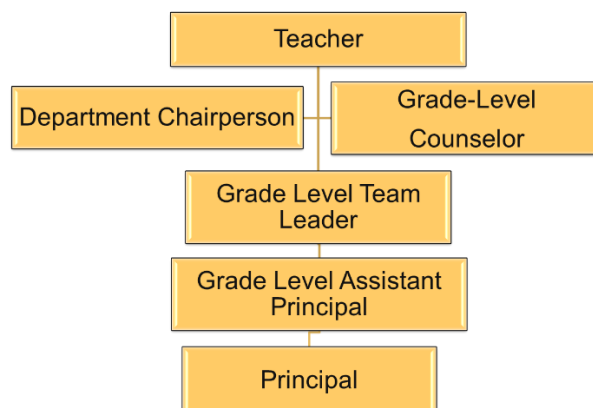 Teacher
Department Chairperson
Grade-Level
Counselor
Grade Level Team
Leader
Grade Level Assistant
Principal
Principal